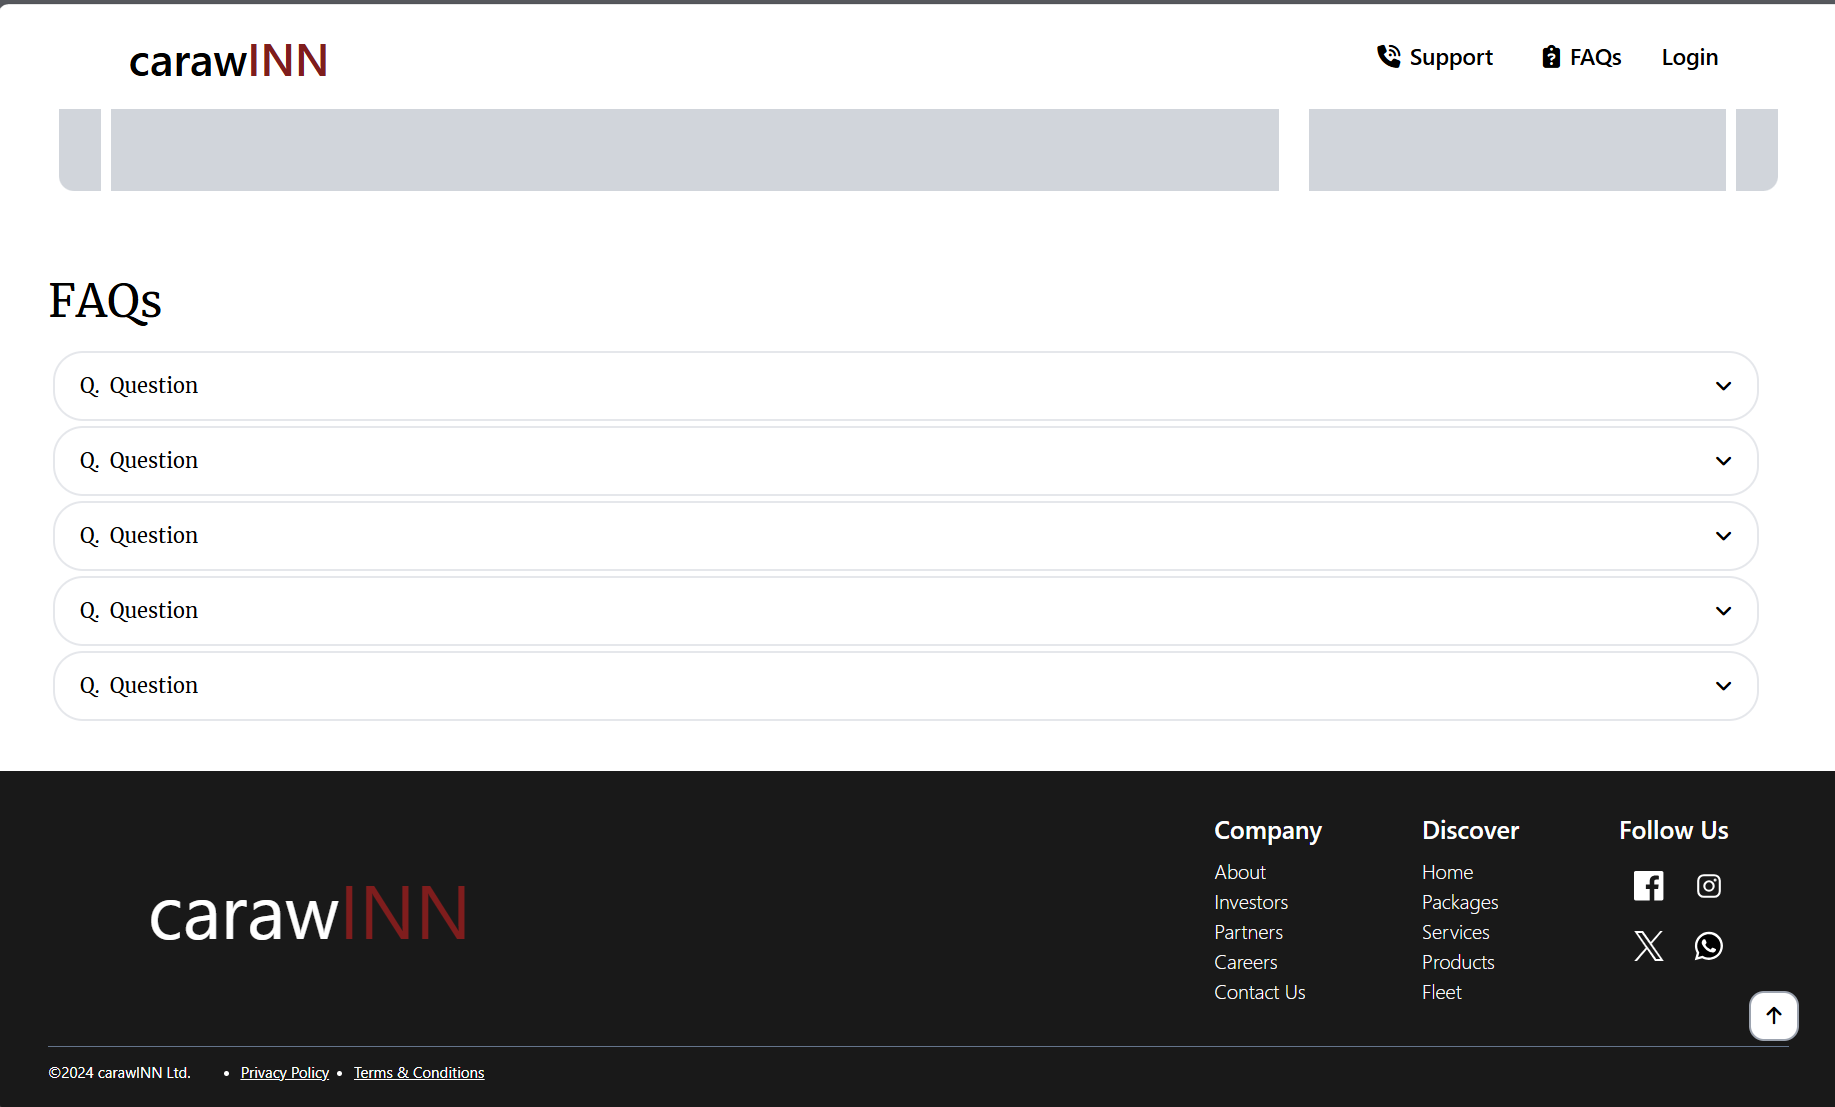 carawINN
Support
FAQs
Login
FAQs
Q. Question
Q. Question
Q. Question
Q. Question
Q. Question
carawINN
Company
About
Investors
Partners
Careers
Contact Us
Discover
Home
Packages
Services
Products
Fleet
Follow Us
©2024 carawINN Ltd. • Privacy Policy • Terms & Conditions